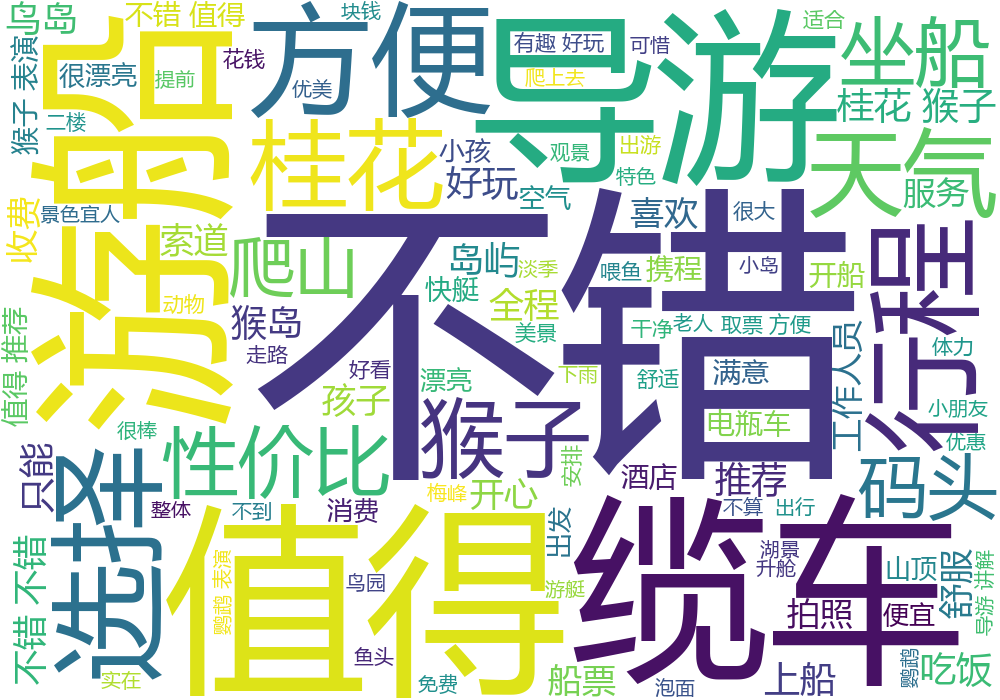 鸟岛
不错 值得
块钱
方便
导游
有趣 好玩
可惜
适合
坐船
猴子 表演
很漂亮
提前
花钱
优美
爬上去
桂花 猴子
二楼
游船
桂花
小孩
好玩
观景
出游
特色
天气
服务
收费
景色宜人
索道
空气
喜欢
很大
不错
行程
爬山
岛屿
淡季
喂鱼
携程
小岛
开船
快艇
全程
动物
猴岛
走路
美景
干净
老人
取票 方便
工作人员
体力
值得 推荐
好看
漂亮
下雨
舒适
满意
孩子
猴子
小朋友
电瓶车
很棒
性价比
优惠
只能
选择
安排
酒店
推荐
码头
梅峰
开心
整体
不到
消费
值得
缆车
不算
出行
出发
湖景
升舱
山顶
舒服
导游 讲解
不错 不错
鹦鹉 表演
鸟园
游艇
拍照
便宜
鱼头
实在
免费
船票
泡面
上船
鹦鹉
吃饭